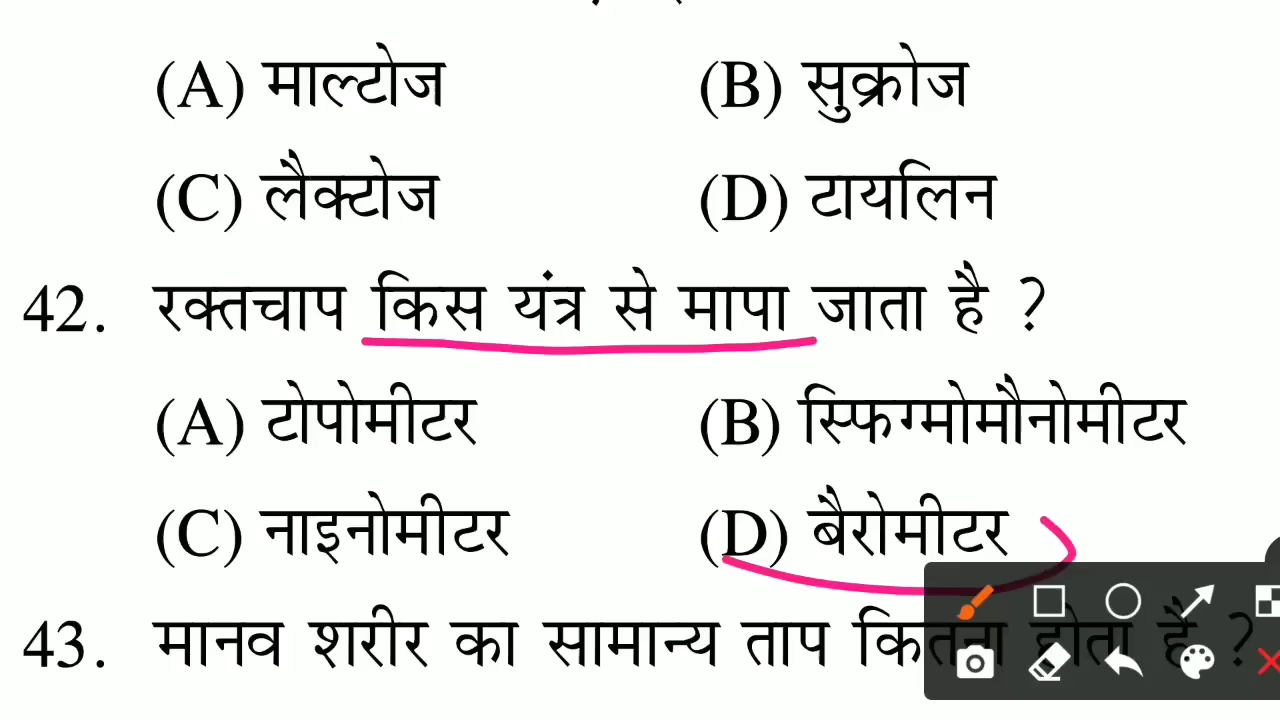 (A) माल्टोज (B) सुक्रोज
(C) लैक्टोज (D) टायलिन
42. रक्तचाप किस यंत्र से मापा जाता है ?
(A) टोपोमीटर (B) स्फिग्मोमौनोमीटर
(C) नाइनोमीटर (D) बैरोमीटर
43. मानव शरीर का सामान्य ताप कितना होता है ?